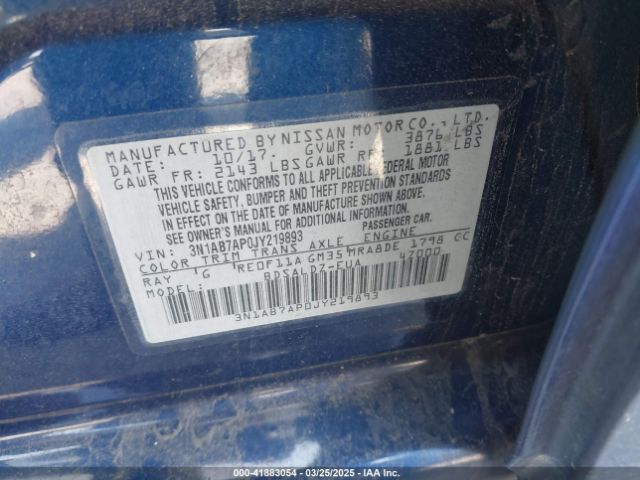 MANUFACTURED BY NISSAN MOTOR CO., LTD.
DATE: 10/17. GVWR: 3876 LBS
GAWR FR: 2143 LBS GAWR RR: 1881 LBS
THIS VEHICLE CONFORMS TO ALL APPLICABLE FEDERAL MOTOR
VEHICLE SAFETY, BUMPER AND THEFT PREVENTION STANDARDS
IN EFFECT ON THE DATE OF MANUFACTURE SHOWN ABOVE.
SEE OWNER'S MANUAL FOR ADDITIONAL INFORMATION.
VIN: 3N1AB7AP0JY219893 PASSENGER CAR.
COLOR TRIM TRANS AXLE ENGINE
RAY G RE0F11A GM35 MRA8DE 1798 CC
MODEL: BDSALD7-EUA 47000
3N1AB7AP0JY219893
000-41883054 | 03/25/2025 | IAA Inc.